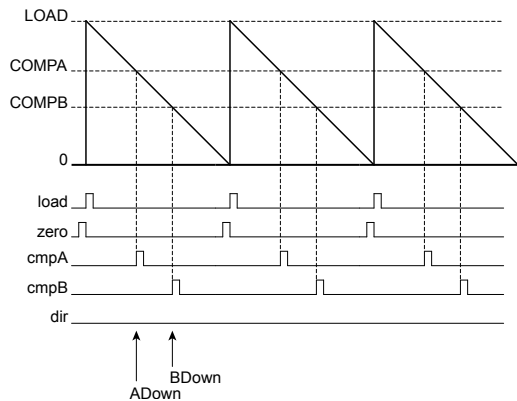 LOAD
COMPA
COMPB
0
load
zero
cmpA
cmpB
dir
BDown
ADown